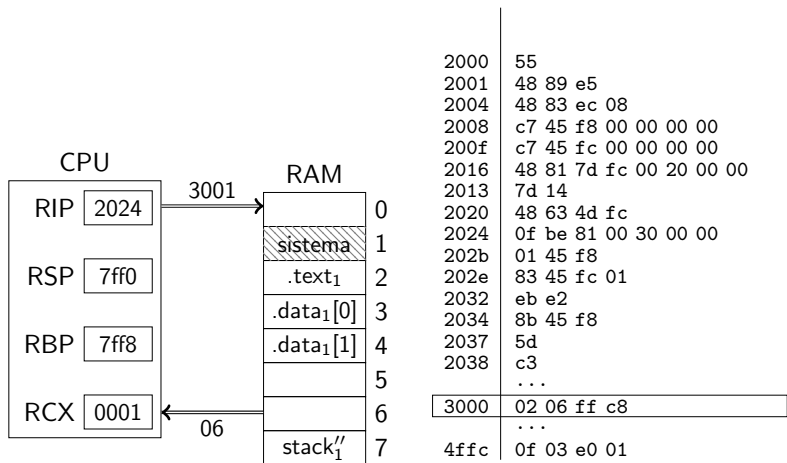 CPU
RIP 2024
RSP 7ff0
RBP 7ff8
RCX 0001
3001
06
RAM
0
sistema 1
.text₁ 2
.data₁[0] 3
.data₁[1] 4
5
6
stack″₁ 7
2000 55
2001 48 89 e5
2004 48 83 ec 08
2008 c7 45 f8 00 00 00 00
200f c7 45 fc 00 00 00 00
2016 48 81 7d fc 00 20 00 00
2013 7d 14
2020 48 63 4d fc
2024 0f be 81 00 30 00 00
202b 01 45 f8
202e 83 45 fc 01
2032 eb e2
2034 8b 45 f8
2037 5d
2038 c3
...
3000 02 06 ff c8
...
4ffc 0f 03 e0 01